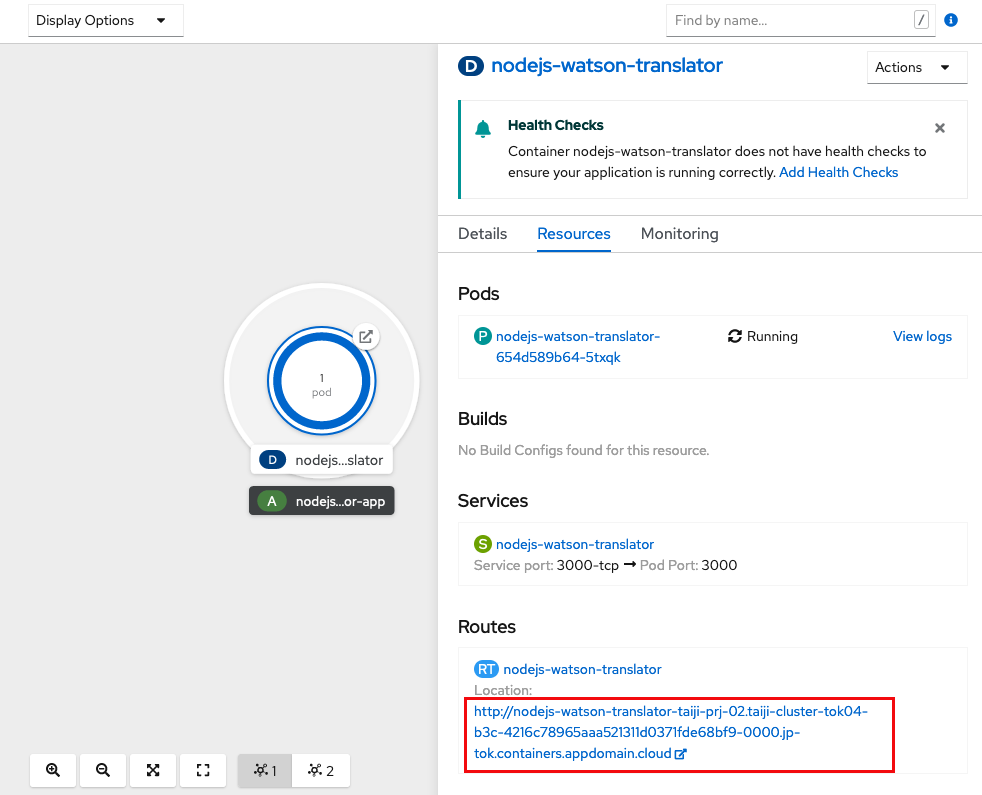 Display Options
Find by name...
/
i
D nodejs-watson-translator
Actions
Health Checks
Container nodejs-watson-translator does not have health checks to
ensure your application is running correctly. Add Health Checks
Details Resources Monitoring
Pods
P nodejs-watson-translator-
654d589b64-5txqk
Running
View logs
Builds
No Build Configs found for this resource.
Services
S nodejs-watson-translator
Service port: 3000-tcp → Pod Port: 3000
Routes
RT nodejs-watson-translator
Location:
http://nodejs-watson-translator-taiji-prj-02.taiji-cluster-tok04-
b3c-4216c78965aaa521311d0371fde68bf9-0000.jp-
tok.containers.appdomain.cloud
1
pod
D nodejs...slator
A nodejs...or-app
1
2